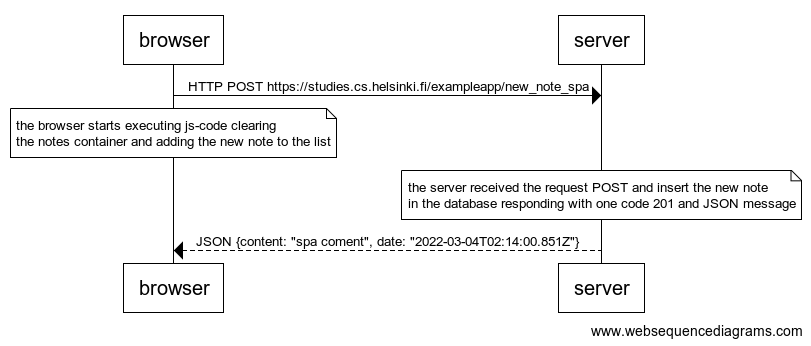 browser
server
HTTP POST https://studies.cs.helsinki.fi/exampleapp/new_note_spa
the browser starts executing js-code clearing
the notes container and adding the new note to the list
the server received the request POST and insert the new note
in the database responding with one code 201 and JSON message
JSON {content: "spa coment", date: "2022-03-04T02:14:00.851Z"}
browser
server
www.websequencediagrams.com